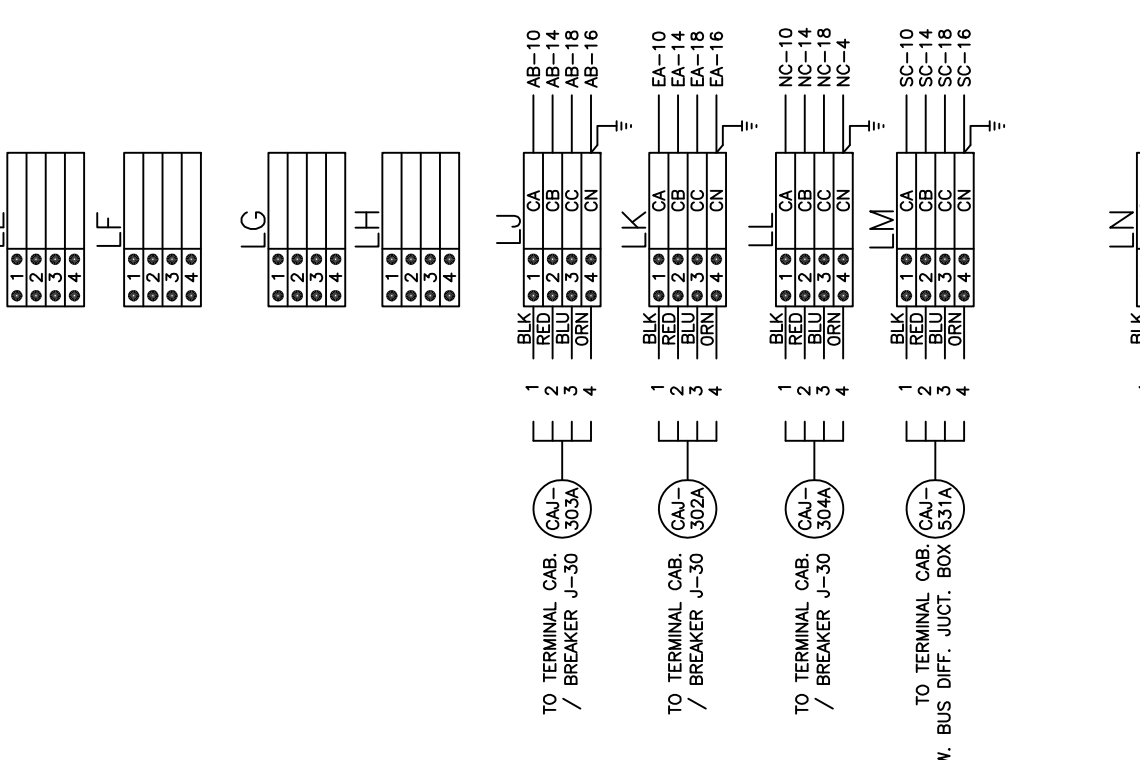 LF
1
2
3
4
1
2
3
4
LG
1
2
3
4
LH
1
2
3
4
LJ
AB-10
AB-14
AB-18
AB-16
CA
CB
CC
CN
1
2
3
4
BLK
RED
BLU
ORN
1
2
3
4
CAJ-
303A
TO TERMINAL CAB.
/ BREAKER J-30
LK
EA-10
EA-14
EA-18
EA-16
CA
CB
CC
CN
1
2
3
4
BLK
RED
BLU
ORN
1
2
3
4
CAJ-
302A
TO TERMINAL CAB.
/ BREAKER J-30
LL
NC-10
NC-14
NC-18
NC-4
CA
CB
CC
CN
1
2
3
4
BLK
RED
BLU
ORN
1
2
3
4
CAJ-
304A
TO TERMINAL CAB.
/ BREAKER J-30
LM
SC-10
SC-14
SC-18
SC-16
CA
CB
CC
CN
1
2
3
4
BLK
RED
BLU
ORN
1
2
3
4
CAJ-
531A
TO TERMINAL CAB.
W. BUS DIFF. JUCT. BOX
LN
BLK